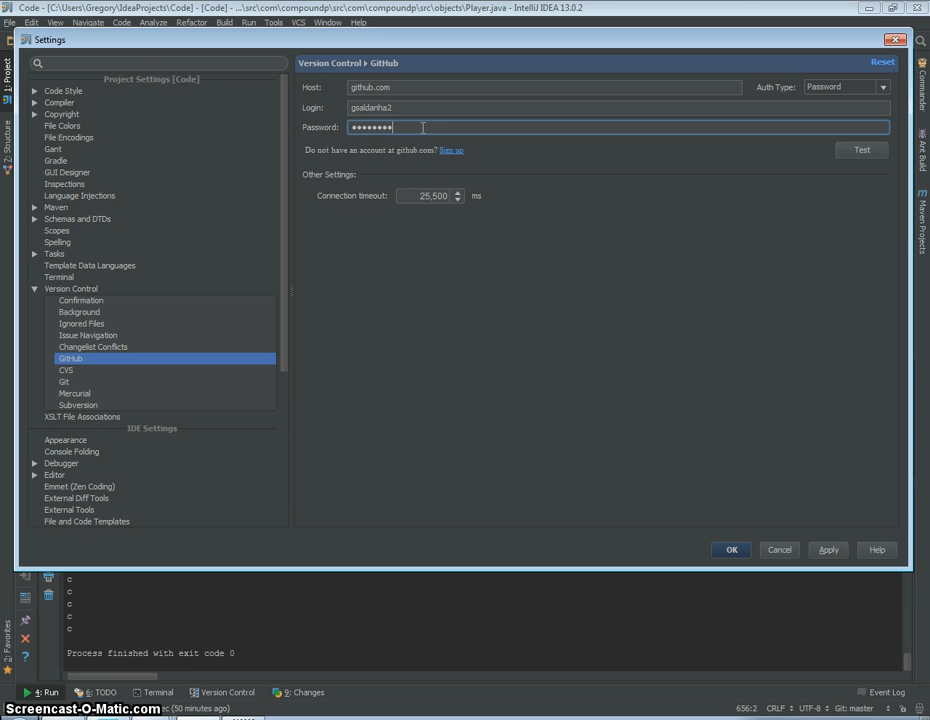 Code - [C:\Users\Gregory\IdeaProjects\Code] - [Code] - ...\src\com\compoundp\src\objects\Player.java - IntelliJ IDEA 13.0.2
File Edit View Navigate Code Analyze Refactor Build Run Tools VCS Window Help
Settings
Project Settings [Code]
Code Style
Compiler
Copyright
File Colors
File Encodings
Gant
Gradle
GUI Designer
Inspections
Language Injections
Maven
Schemas and DTDs
Scopes
Spelling
Tasks
Template Data Languages
Terminal
Version Control
Confirmation
Background
Ignored Files
Issue Navigation
Changelist Conflicts
GitHub
CVS
Git
Mercurial
Subversion
XSLT File Associations
IDE Settings
Appearance
Console Folding
Debugger
Editor
Emmet (Zen Coding)
External Diff Tools
External Tools
File and Code Templates
Version Control ▸ GitHub Reset
Host: github.com Auth Type: Password
Login: gsaldanha2
Password: ••••••••
Do not have an account at github.com? Sign up Test
Other Settings:
Connection timeout: 25,500 ms
OK Cancel Apply Help
1: Project
7: Structure
2: Favorites
Commander
Ant Build
m Maven Projects
c
c
c
c
c
Process finished with exit code 0
4: Run 6: TODO Terminal Version Control 9: Changes Event Log
Screencast-O-Matic.com
(50 minutes ago) 656:2 CRLF UTF-8 Git: master